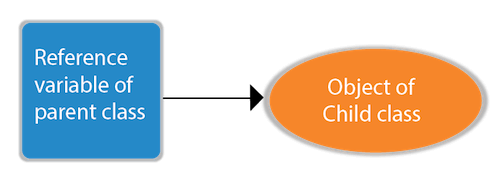 Reference
variable of
parent class
Object of
Child class